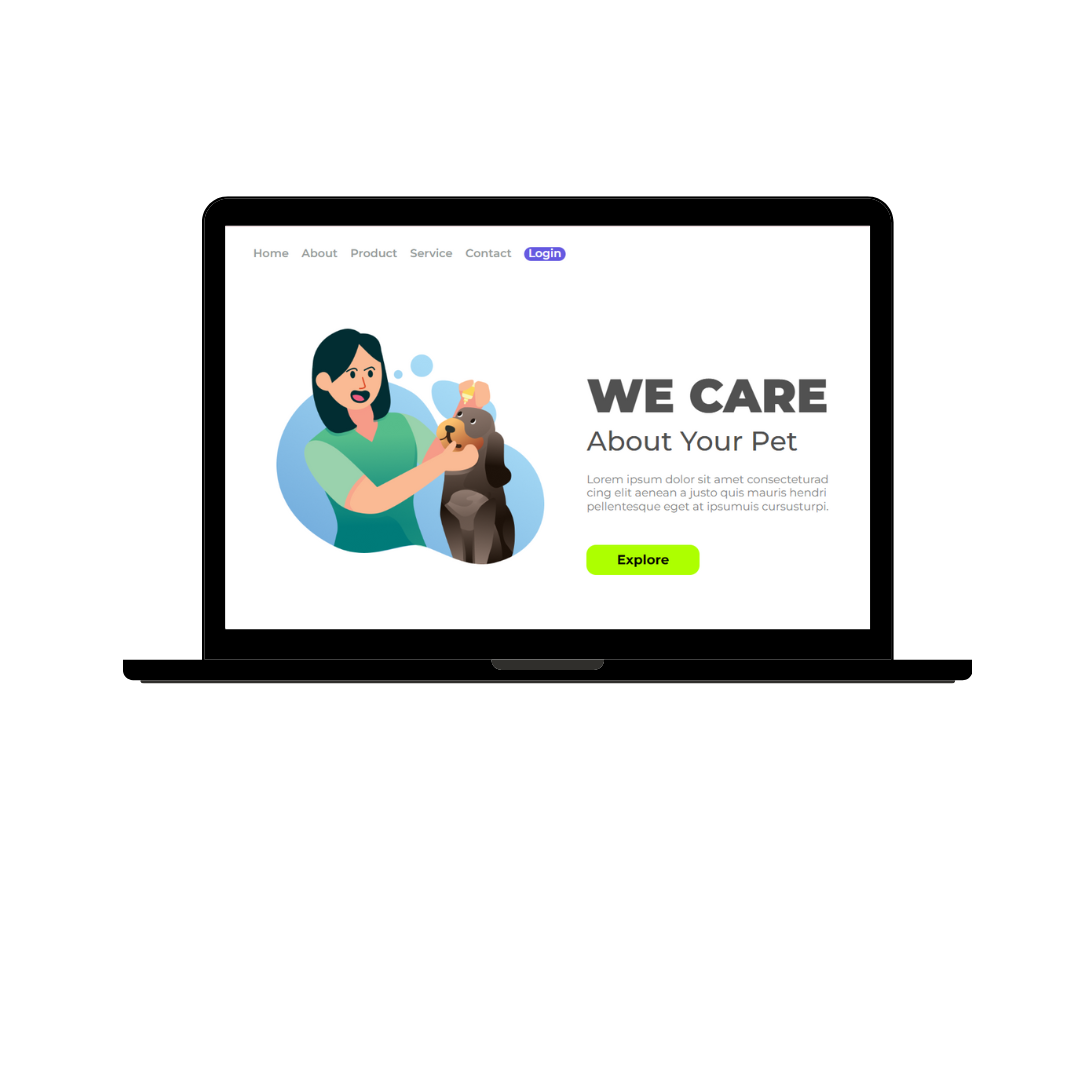 Home About Product Service Contact Login
WE CARE
About Your Pet
Lorem ipsum dolor sit amet consecteturad
cing elit aenean a justo quis mauris hendri
pellentesque eget at ipsumuis cursusturpi.
Explore